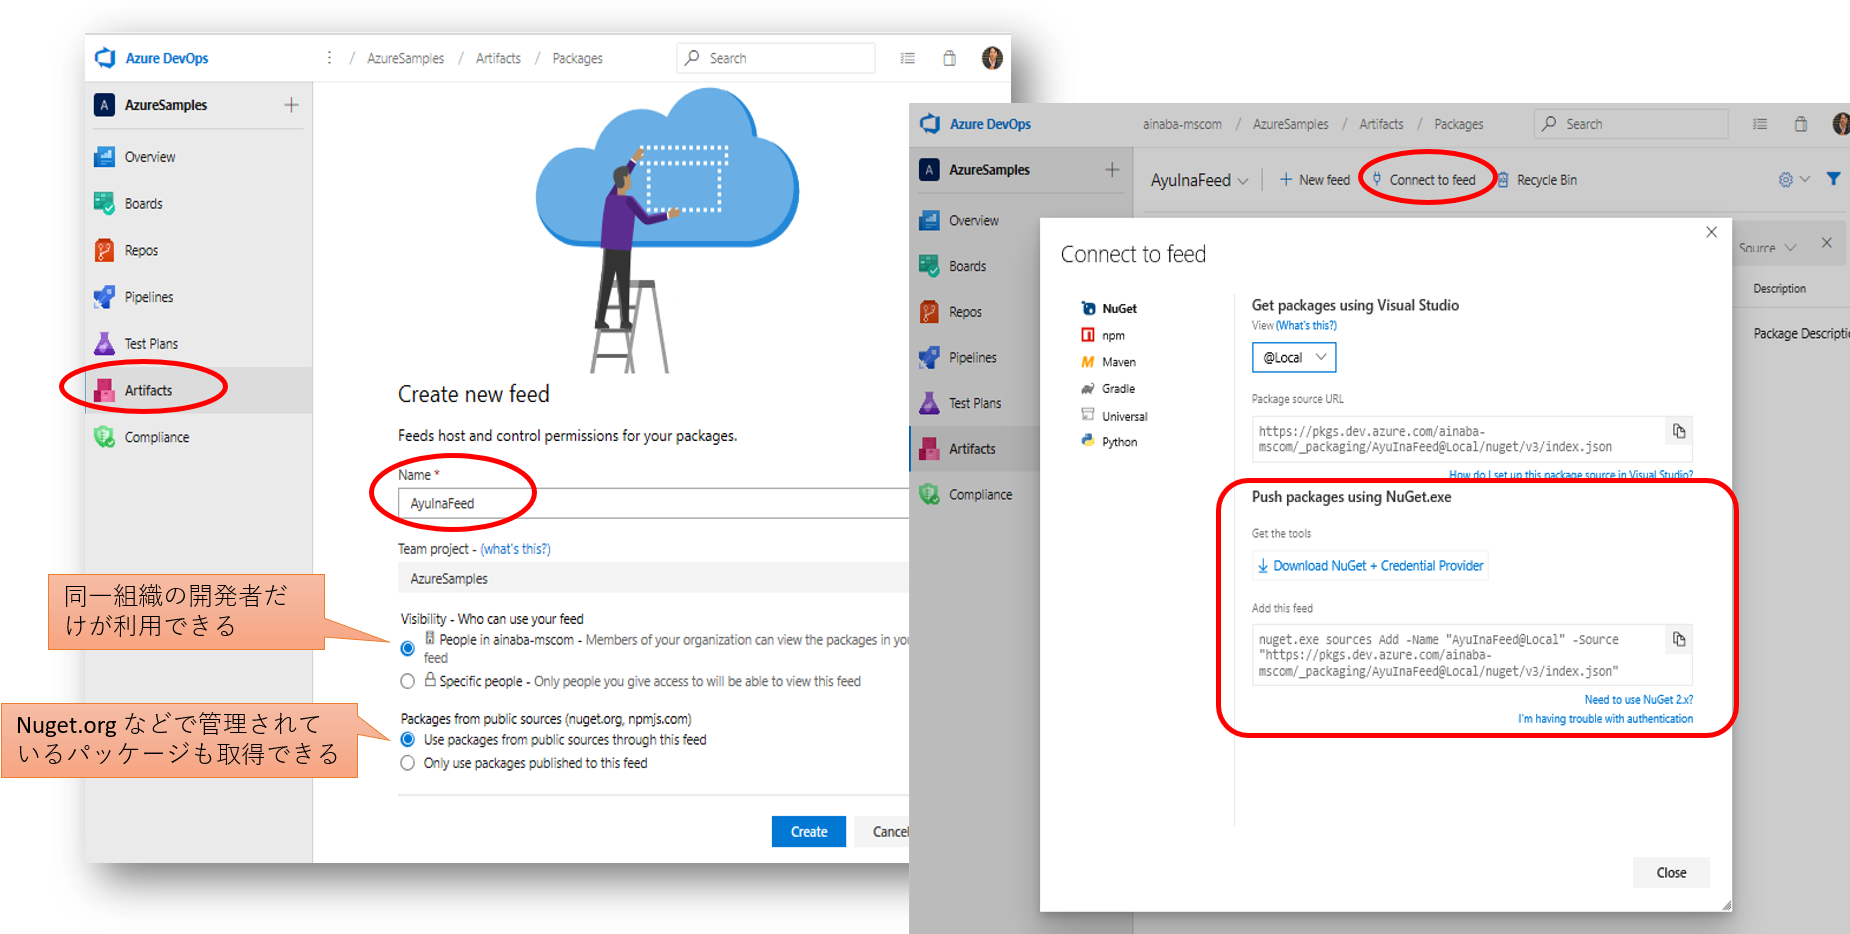 Azure DevOps
⋮ / AzureSamples / Artifacts / Packages
Search
A AzureSamples +
Overview
Boards
Repos
Pipelines
Test Plans
Artifacts
Compliance
Create new feed
Feeds host and control permissions for your packages.
Name *
AyuInaFeed
Team project - (what's this?)
AzureSamples
Visibility - Who can use your feed
People in ainaba-mscom - Members of your organization can view the packages in
feed
Specific people - Only people you give access to will be able to view this feed
Packages from public sources (nuget.org, npmjs.com)
Use packages from public sources through this feed
Only use packages published to this feed
Create
Cancel
同一組織の開発者だ
けが利用できる
Nuget.org などで管理されて
いるパッケージも取得できる
Azure DevOps
ainaba-mscom / AzureSamples / Artifacts / Packages
Search
A AzureSamples +
Overview
Boards
Repos
Pipelines
Test Plans
Artifacts
Compliance
AyuInaFeed
+ New feed
Connect to feed
Recycle Bin
Source
Description
Package
Connect to feed
NuGet
npm
Maven
Gradle
Universal
Python
Get packages using Visual Studio
View (What's this?)
@Local
Package source URL
https://pkgs.dev.azure.com/ainaba-
mscom/_packaging/AyuInaFeed@Local/nuget/v3/index.json
How do I set up this package source in Visual Studio?
Push packages using NuGet.exe
Get the tools
Download NuGet + Credential Provider
Add this feed
nuget.exe sources Add -Name "AyuInaFeed@Local" -Source
"https://pkgs.dev.azure.com/ainaba-
mscom/_packaging/AyuInaFeed@Local/nuget/v3/index.json"
Need to use NuGet 2.x?
I'm having trouble with authentication
Close